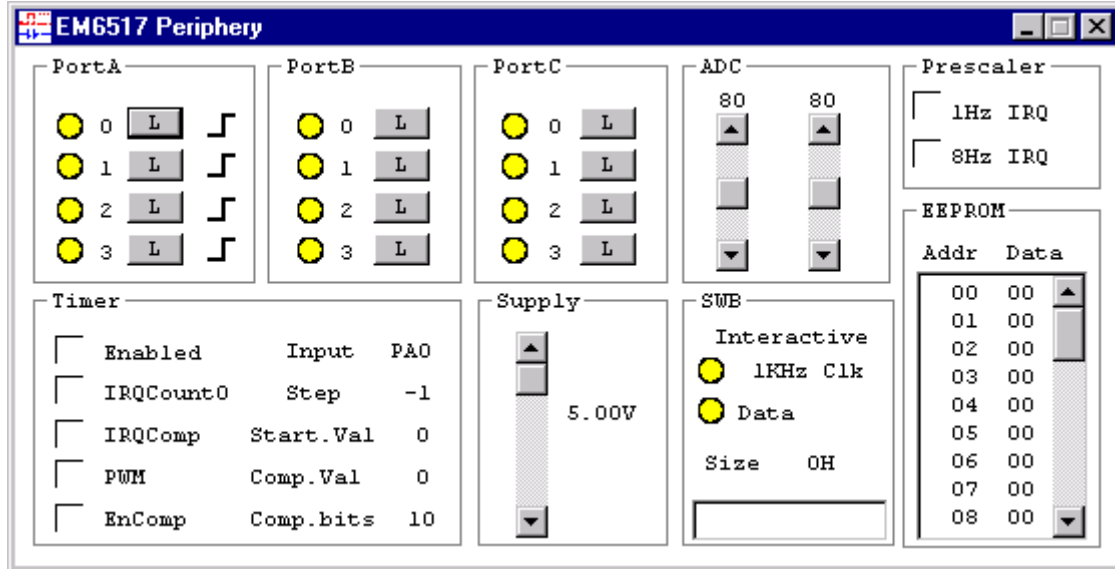 EM6517 Periphery
PortA
0 L
1 L
2 L
3 L
PortB
0 L
1 L
2 L
3 L
PortC
0 L
1 L
2 L
3 L
ADC
80 80
Prescaler
1Hz IRQ
8Hz IRQ
EEPROM
Addr Data
00 00
01 00
02 00
03 00
04 00
05 00
06 00
07 00
08 00
Timer
Enabled Input PA0
IRQCount0 Step -1
IRQComp Start.Val 0
PWM Comp.Val 0
EnComp Comp.bits 10
Supply
5.00V
SWB
Interactive
1KHz Clk
Data
Size 0H